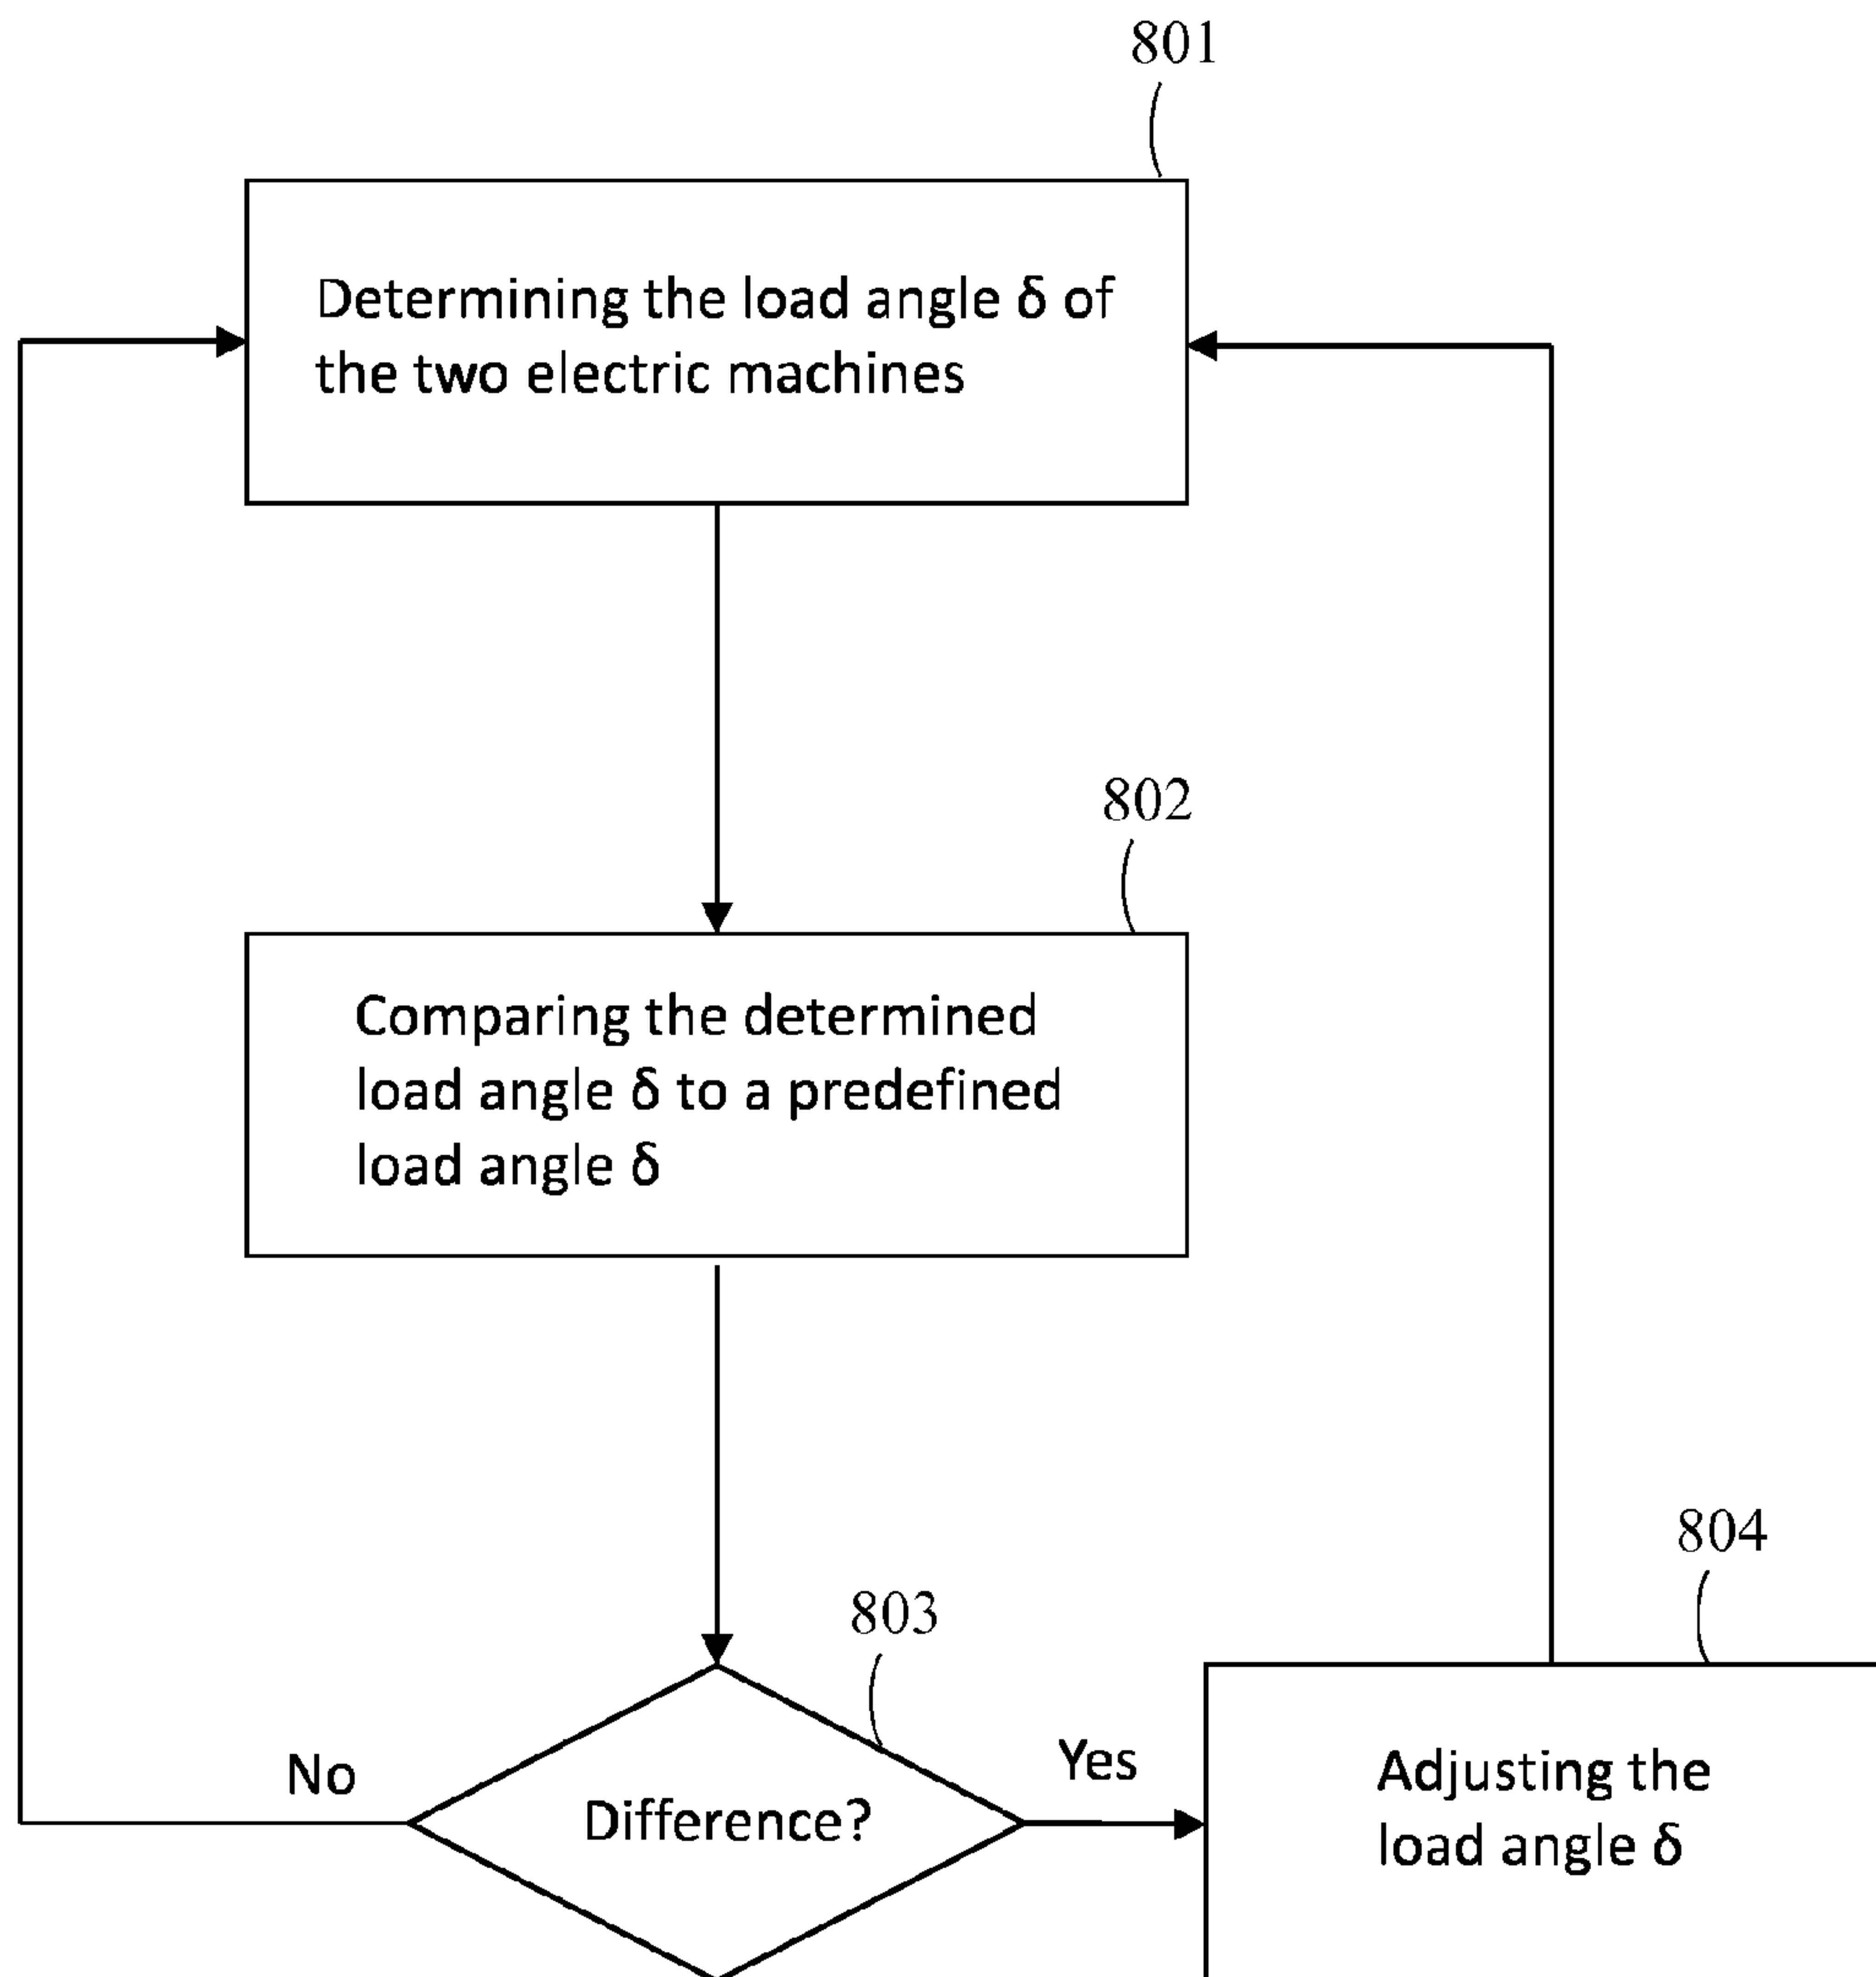 801
Determining the load angle δ of
the two electric machines
802
Comparing the determined
load angle δ to a predefined
load angle δ
803
804
No
Difference?
Yes
Adjusting the
load angle δ